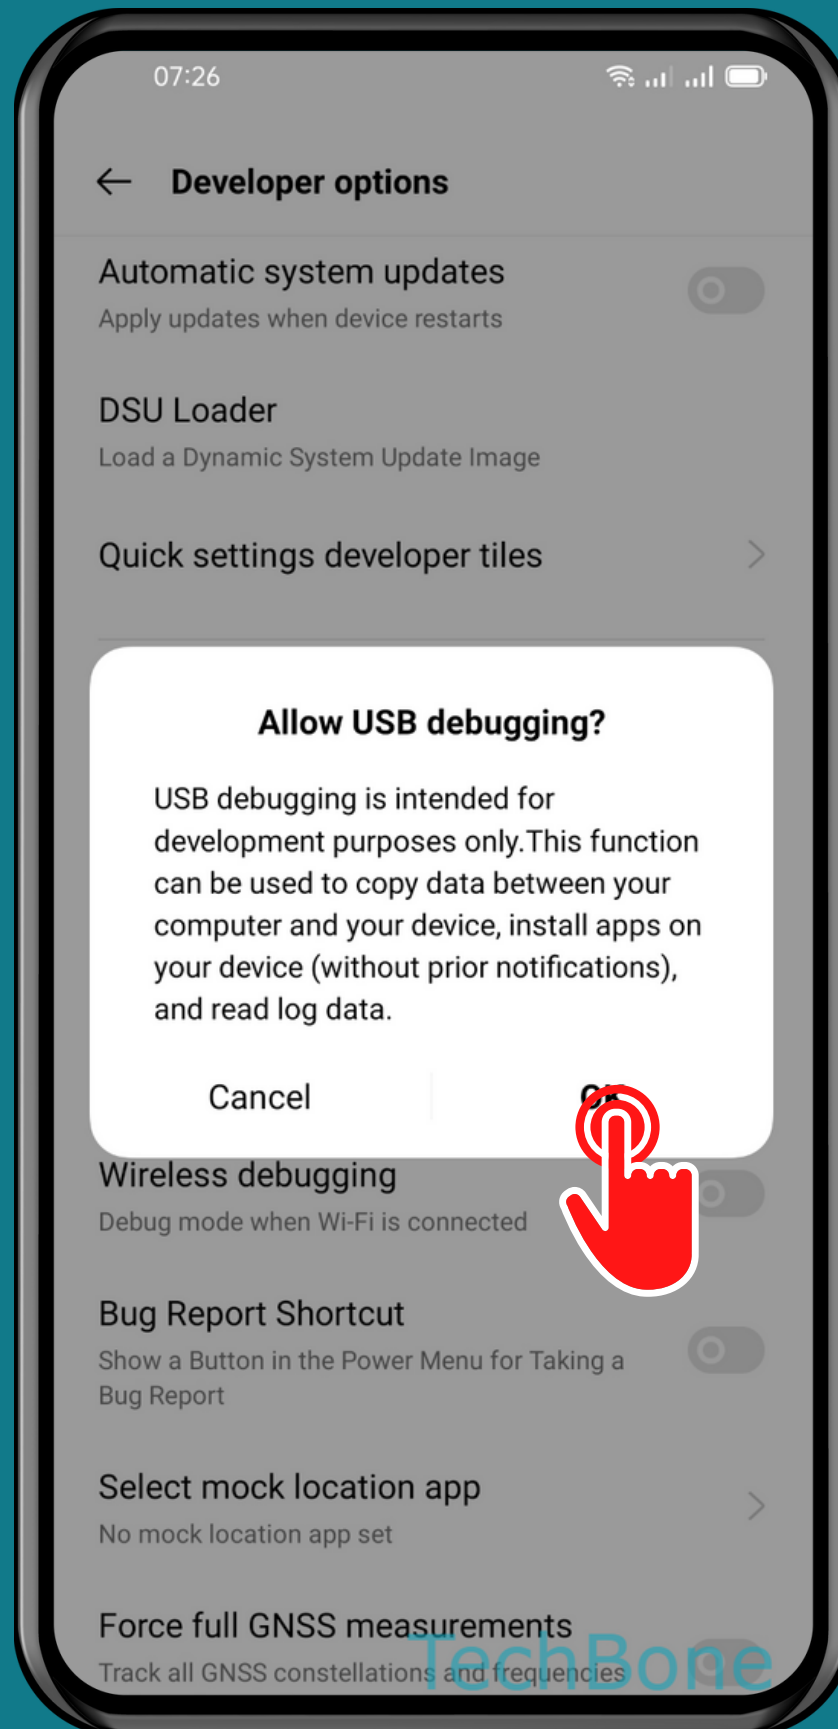 07:26
Developer options
Automatic system updates
Apply updates when device restarts
DSU Loader
Load a Dynamic System Update Image
Quick settings developer tiles
Allow USB debugging?
USB debugging is intended for
development purposes only.This function
can be used to copy data between your
computer and your device, install apps on
your device (without prior notifications),
and read log data.
Cancel
OK
Wireless debugging
Debug mode when Wi-Fi is connected
Bug Report Shortcut
Show a Button in the Power Menu for Taking a
Bug Report
Select mock location app
No mock location app set
Force full GNSS measurements
Track all GNSS constellations and frequencies
TechBone